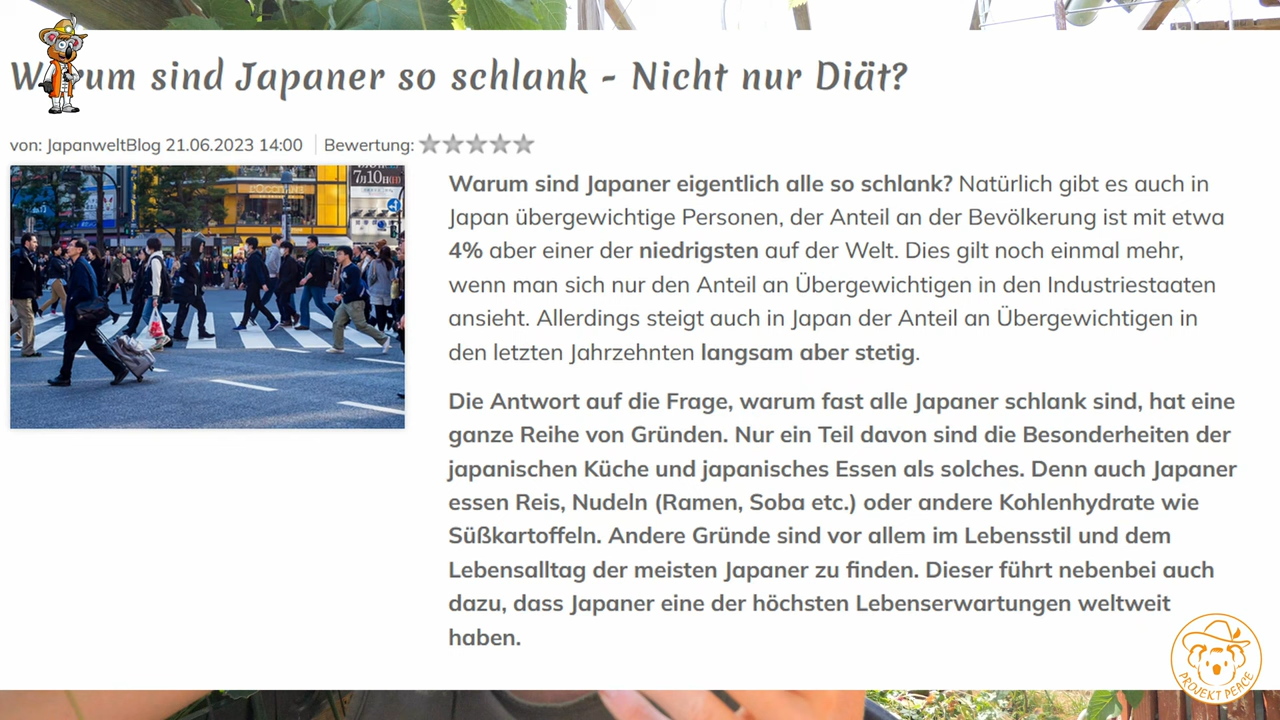 Warum sind Japaner so schlank - Nicht nur Diät?
von: JapanweltBlog 21.06.2023 14:00 Bewertung:
L'OCCITANE
7月10日
Warum sind Japaner eigentlich alle so schlank? Natürlich gibt es auch in
Japan übergewichtige Personen, der Anteil an der Bevölkerung ist mit etwa
4% aber einer der niedrigsten auf der Welt. Dies gilt noch einmal mehr,
wenn man sich nur den Anteil an Übergewichtigen in den Industriestaaten
ansieht. Allerdings steigt auch in Japan der Anteil an Übergewichtigen in
den letzten Jahrzehnten langsam aber stetig.
Die Antwort auf die Frage, warum fast alle Japaner schlank sind, hat eine
ganze Reihe von Gründen. Nur ein Teil davon sind die Besonderheiten der
japanischen Küche und japanisches Essen als solches. Denn auch Japaner
essen Reis, Nudeln (Ramen, Soba etc.) oder andere Kohlenhydrate wie
Süßkartoffeln. Andere Gründe sind vor allem im Lebensstil und dem
Lebensalltag der meisten Japaner zu finden. Dieser führt nebenbei auch
dazu, dass Japaner eine der höchsten Lebenserwartungen weltweit
haben.
PROJEKT PEACE